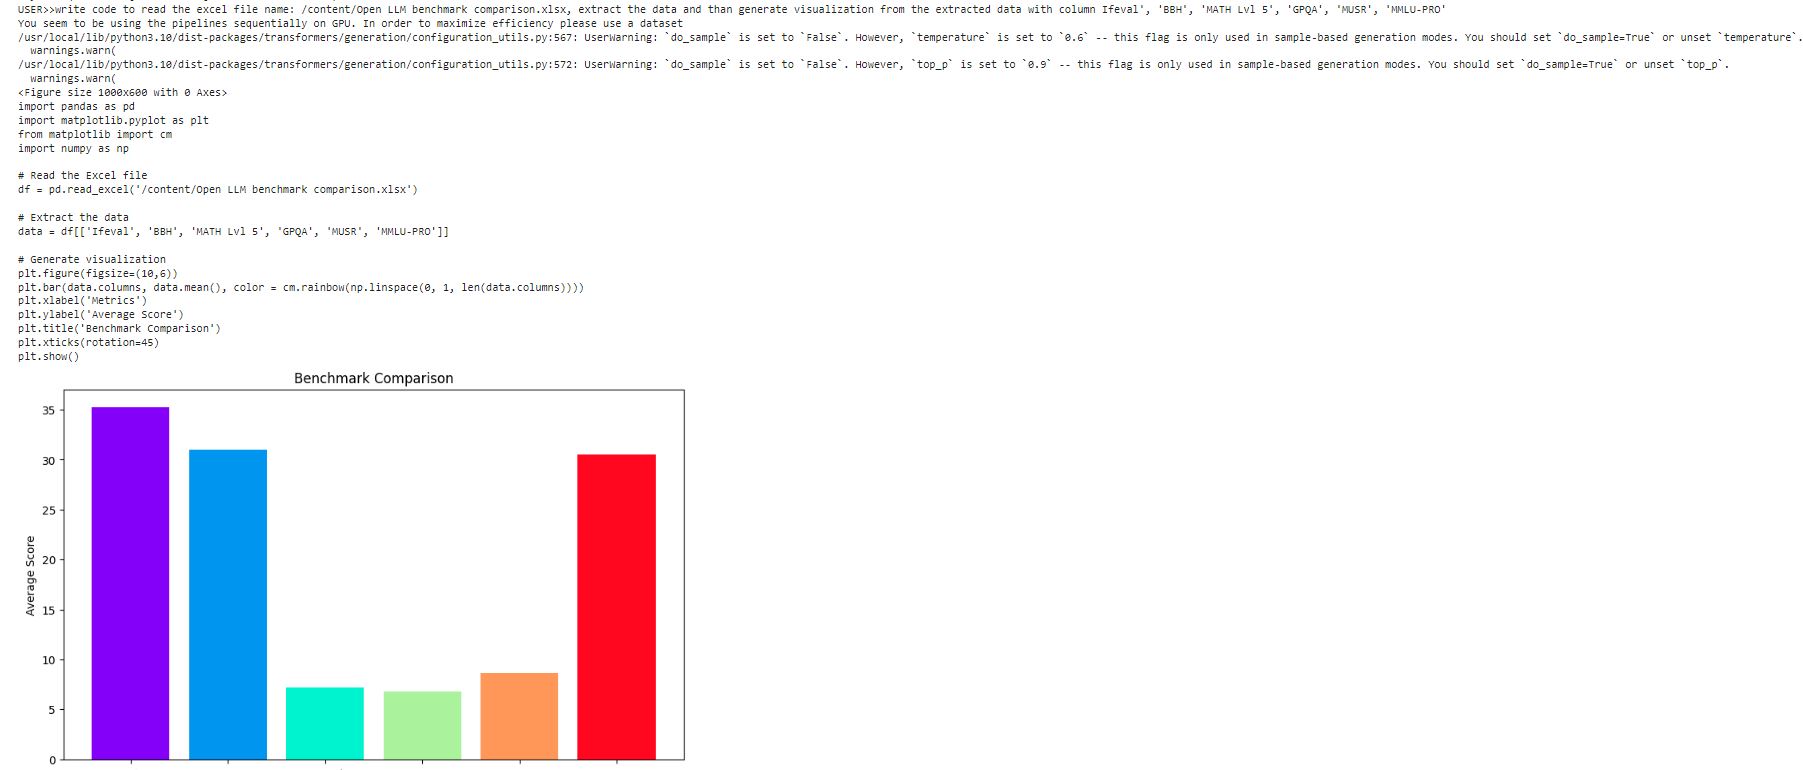 USER>>write code to read the excel file name: /content/Open LLM benchmark comparison.xlsx, extract the data and than generate visualization from the extracted data with column Ifeval', 'BBH', 'MATH Lvl 5', 'GPQA', 'MUSR', 'MMLU-PRO'
You seem to be using the pipelines sequentially on GPU. In order to maximize efficiency please use a dataset
/usr/local/lib/python3.10/dist-packages/transformers/generation/configuration_utils.py:567: UserWarning: `do_sample` is set to `False`. However, `temperature` is set to `0.6` -- this flag is only used in sample-based generation modes. You should set `do_sample=True` or unset `temperature`.
warnings.warn(
/usr/local/lib/python3.10/dist-packages/transformers/generation/configuration_utils.py:572: UserWarning: `do_sample` is set to `False`. However, `top_p` is set to `0.9` -- this flag is only used in sample-based generation modes. You should set `do_sample=True` or unset `top_p`.
warnings.warn(
<Figure size 1000x600 with 0 Axes>
import pandas as pd
import matplotlib.pyplot as plt
from matplotlib import cm
import numpy as np
# Read the Excel file
df = pd.read_excel('/content/Open LLM benchmark comparison.xlsx')
# Extract the data
data = df[['Ifeval', 'BBH', 'MATH Lvl 5', 'GPQA', 'MUSR', 'MMLU-PRO']]
# Generate visualization
plt.figure(figsize=(10,6))
plt.bar(data.columns, data.mean(), color = cm.rainbow(np.linspace(0, 1, len(data.columns))))
plt.xlabel('Metrics')
plt.ylabel('Average Score')
plt.title('Benchmark Comparison')
plt.xticks(rotation=45)
plt.show()
Benchmark Comparison
35
30
25
20
15
10
5
0
Average Score